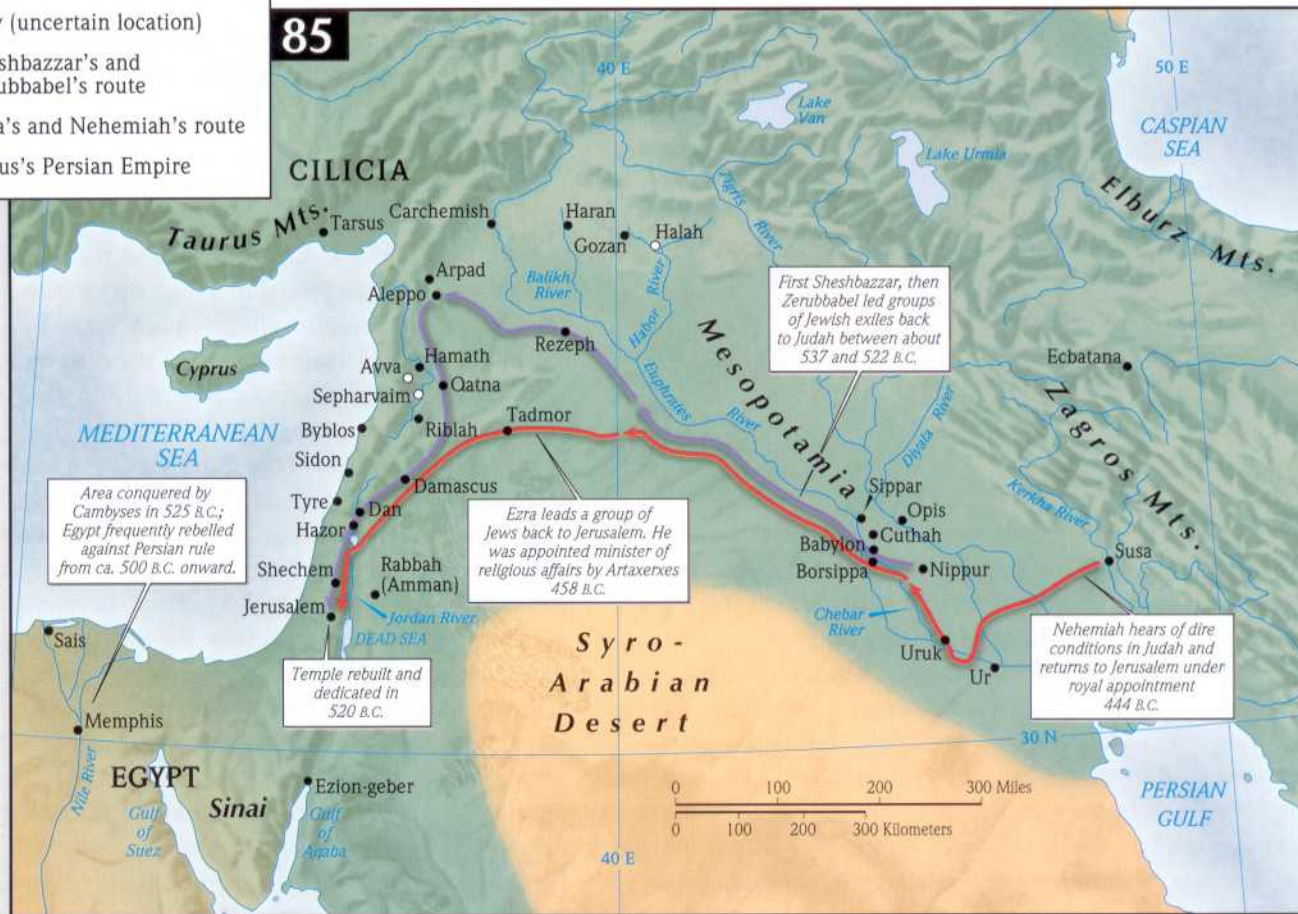 (uncertain location)
Sheshbazzar's and
Zerubbabel's route
and Nehemiah's route
Persian Empire
85
40 E
50 E
Lake
Van
CASPIAN
SEA
Lake Urmia
CILICIA
Elburz Mts.
Taurus Mts.
Tarsus
Carchemish
Haran
Gozan
Halah
Tigris River
Balikh
River
Habor River
Arpad
Aleppo
First Sheshbazzar, then
Zerubbabel led groups
of Jewish exiles back
to Judah between about
537 and 522 B.C.
Rezeph
Mesopotamia
Ecbatana
Cyprus
Hamath
Avva
Qatna
Sepharvaim
Euphrates River
Diyala River
Zagros Mts.
Riblah
Tadmor
Byblos
MEDITERRANEAN
SEA
Sidon
Kerkha River
Damascus
Sippar
Area conquered by
Cambyses in 525 B.C.;
Egypt frequently rebelled
against Persian rule
from ca. 500 B.C. onward.
Tyre
Dan
Hazor
Opis
Cuthah
Ezra leads a group of
Jews back to Jerusalem. He
was appointed minister of
religious affairs by Artaxerxes
458 B.C.
Babylon
Borsippa
Nippur
Susa
Shechem
Rabbah
(Amman)
Jerusalem
Jordan River
DEAD SEA
Chebar
River
Sais
Syro-
Arabian
Desert
Uruk
Ur
Nehemiah hears of dire
conditions in Judah and
returns to Jerusalem under
royal appointment
444 B.C.
Temple rebuilt and
dedicated in
520 B.C.
Memphis
30 N
Nile River
EGYPT
Sinai
Ezion-geber
Gulf
of
Suez
Gulf
of
Aqaba
PERSIAN
GULF
0 100 200 300 Miles
0 100 200 300 Kilometers
40 E